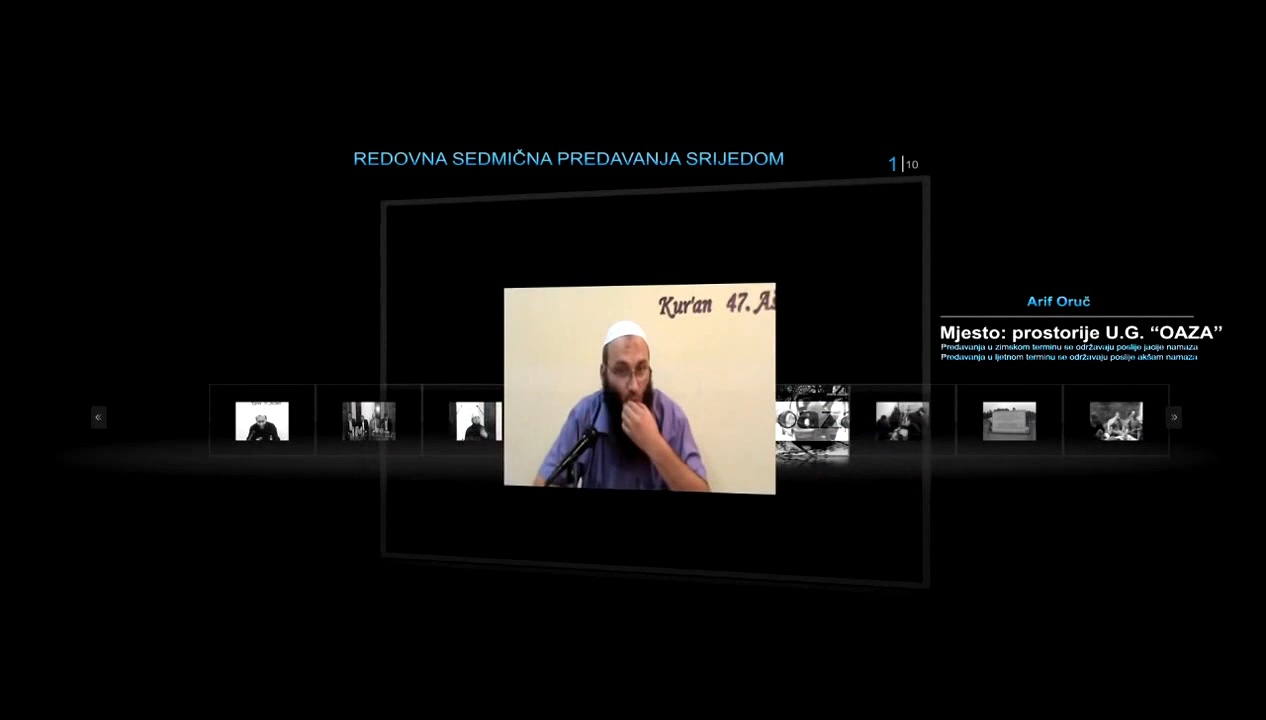 REDOVNA SEDMIČNA PREDAVANJA SRIJEDOM
1|10
Kur'an 47.
Arif Oruč
Mjesto: prostorije U.G. “OAZA”
Predavanja u zimskom terminu se održavaju poslije jacije namaza
Predavanja u ljetnom terminu se održavaju poslije akšam namaza
«
oaza
»